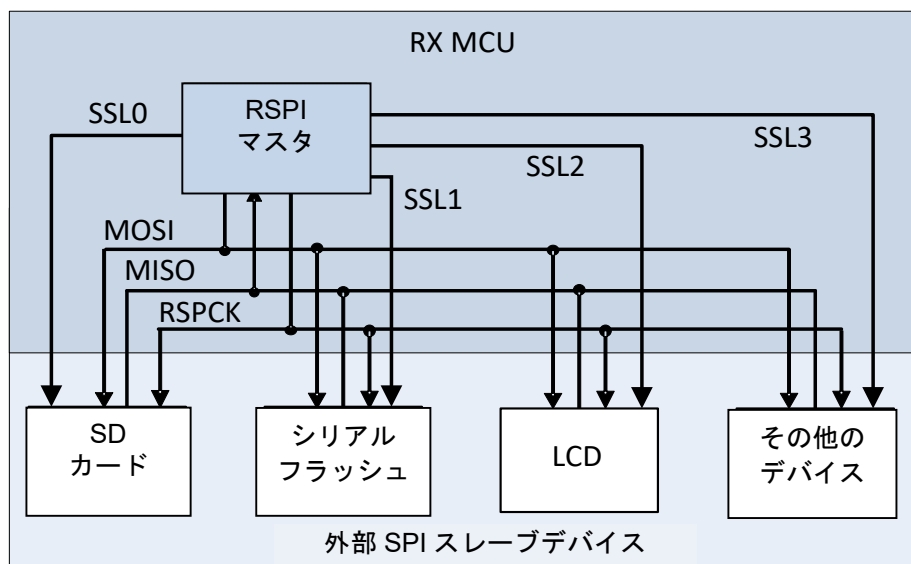 RX MCU
RSPI
マスタ
SSL0
SSL3
SSL2
SSL1
MOSI
MISO
RSPCK
SD
カード
シリアル
フラッシュ
LCD
その他の
デバイス
外部 SPI スレーブデバイス